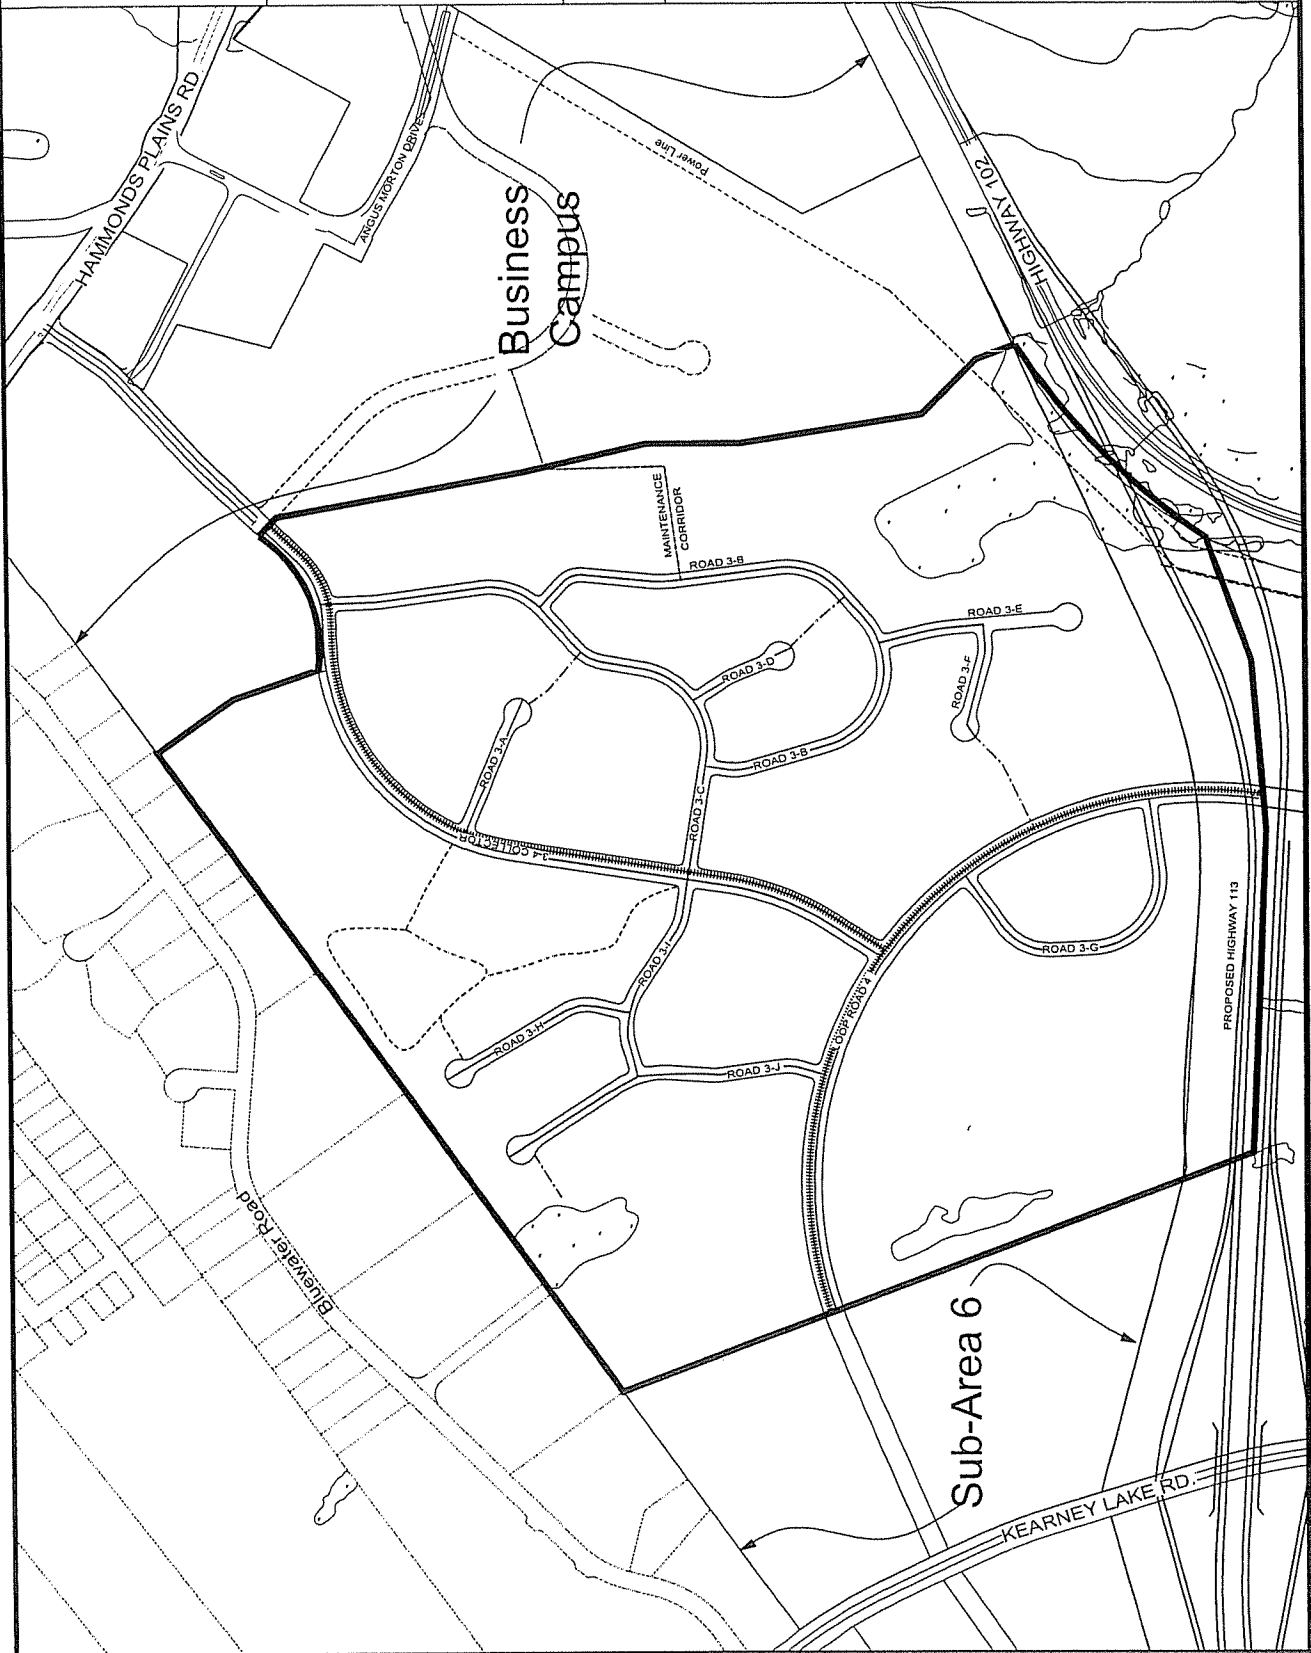 HAMMONDS PLAINS RD
ANGUS MORTON DRIVE
Power Line
HIGHWAY 102
Business
Campus
MAINTENANCE
CORRIDOR
ROAD 3-B
ROAD 3-E
ROAD 3-D
ROAD 3-F
ROAD 3-A
ROAD 3-B
ROAD 3-C
3-4 COLLECTOR
ROAD 3-I
ROAD 3-G
PROPOSED HIGHWAY 113
LOOP ROAD 4
ROAD 3-H
ROAD 3-J
Bluewater Road
Sub-Area 6
KEARNEY LAKE RD.